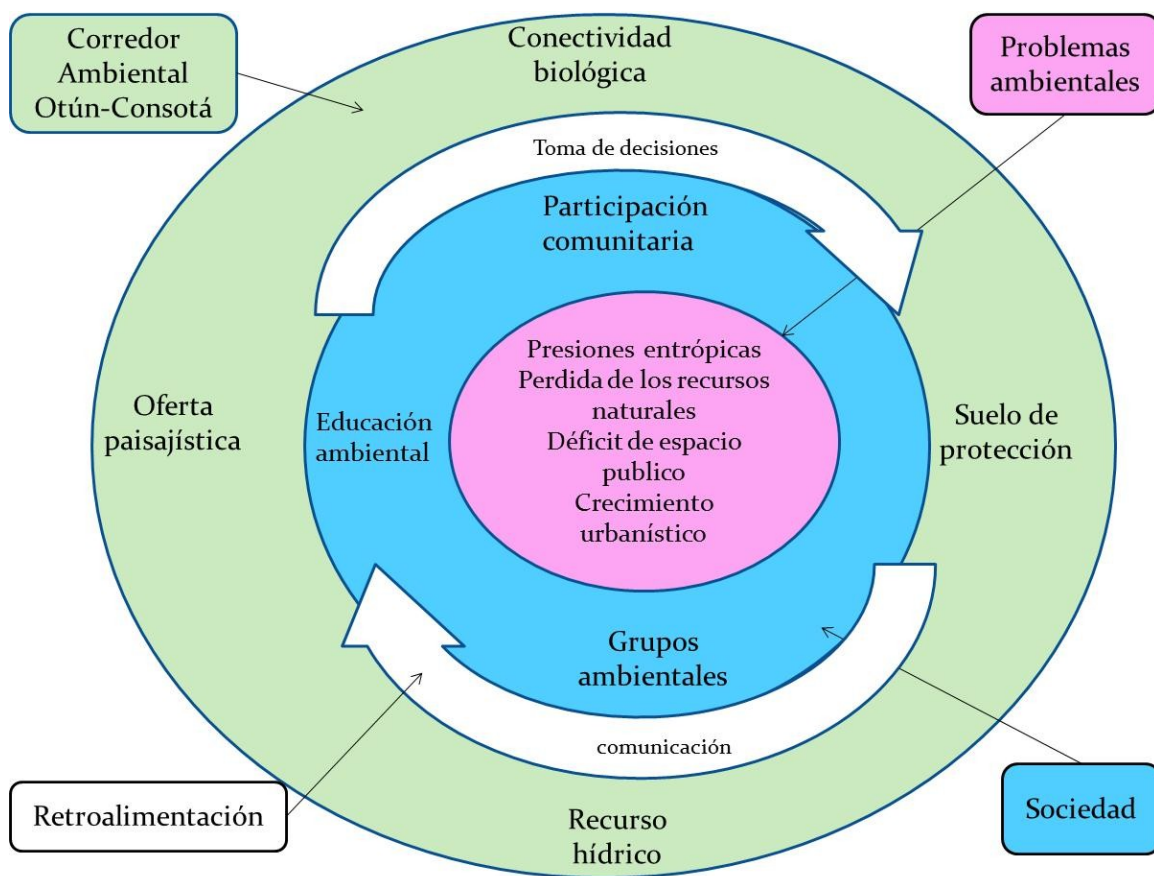 Corredor
Ambiental
Otún-Consotá
Conectividad
biológica
Problemas
ambientales
Toma de decisiones
Participación
comunitaria
Presiones entrópicas
Perdida de los recursos
naturales
Déficit de espacio
publico
Crecimiento
urbanístico
Oferta
paisajística
Educación
ambiental
Suelo de
protección
Grupos
ambientales
comunicación
Retroalimentación
Recurso
hídrico
Sociedad